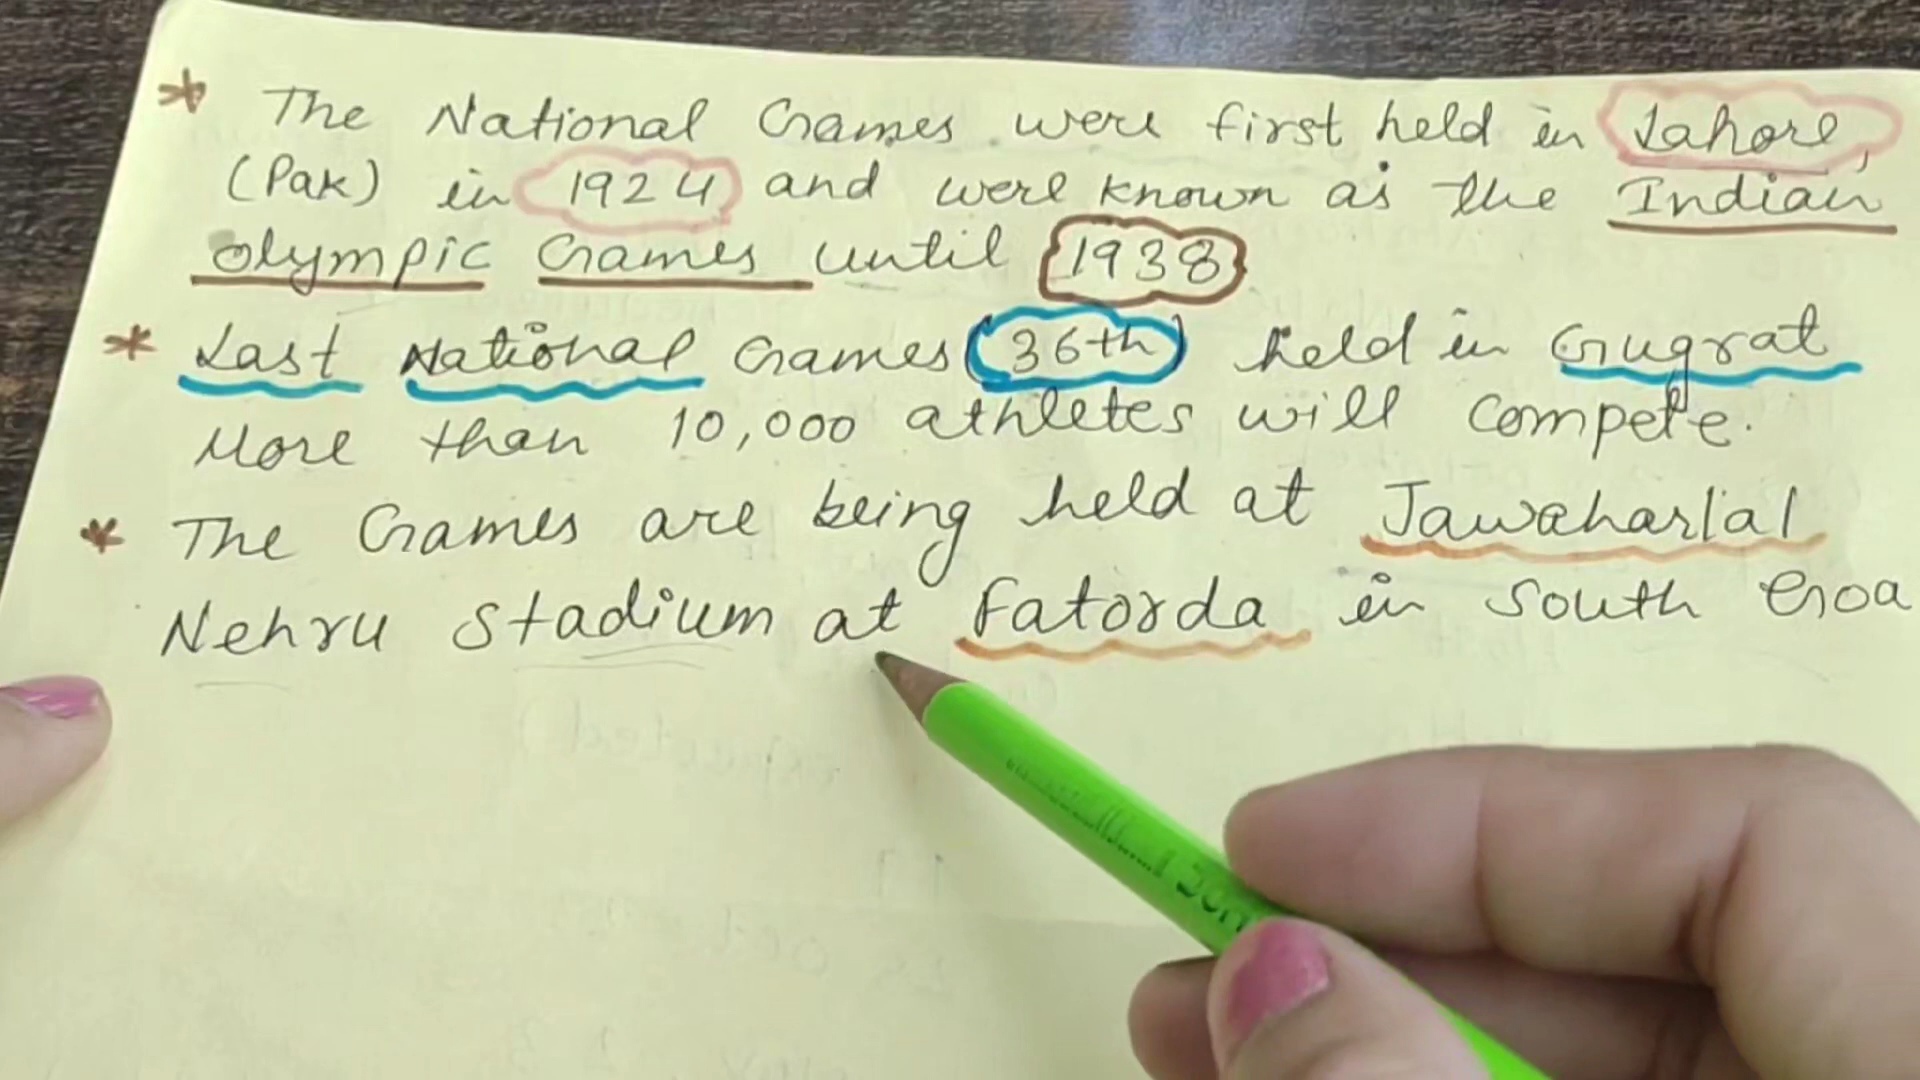 * The National Games were first held in Lahore,
(Pak) in 1924 and were known as the Indian
Olympic Games until 1938
* Last National Games (36th) held in Gugrat
More than 10,000 athletes will compete.
* The Games are being held at Jawaharlal
Nehru Stadium at Fatorda in South Goa